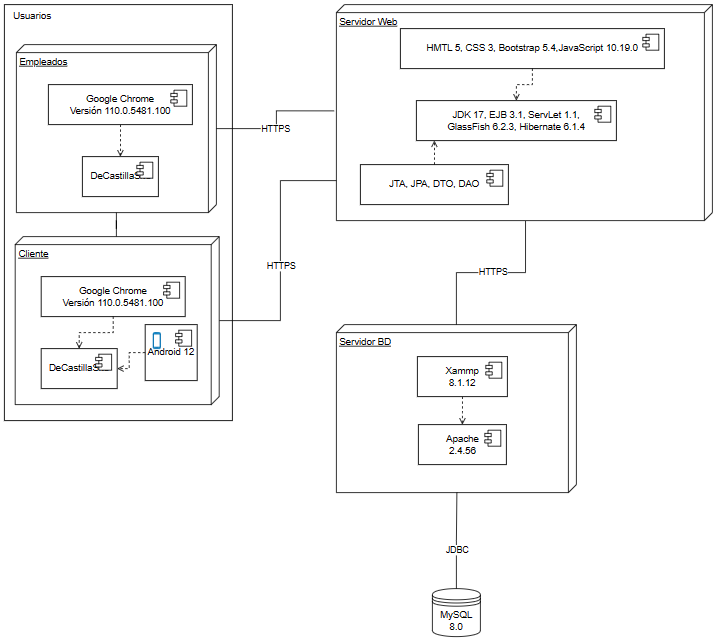 Usuarios
Empleados
Google Chrome
Versión 110.0.5481.100
DeCastillaS
HTTPS
Cliente
Google Chrome
Versión 110.0.5481.100
DeCastillaS
Android 12
HTTPS
Servidor Web
HMTL 5, CSS 3, Bootstrap 5.4,JavaScript 10.19.0
JDK 17, EJB 3.1, ServLet 1.1,
GlassFish 6.2.3, Hibernate 6.1.4
JTA, JPA, DTO, DAO
HTTPS
Servidor BD
Xammp
8.1.12
Apache
2.4.56
JDBC
MySQL
8.0